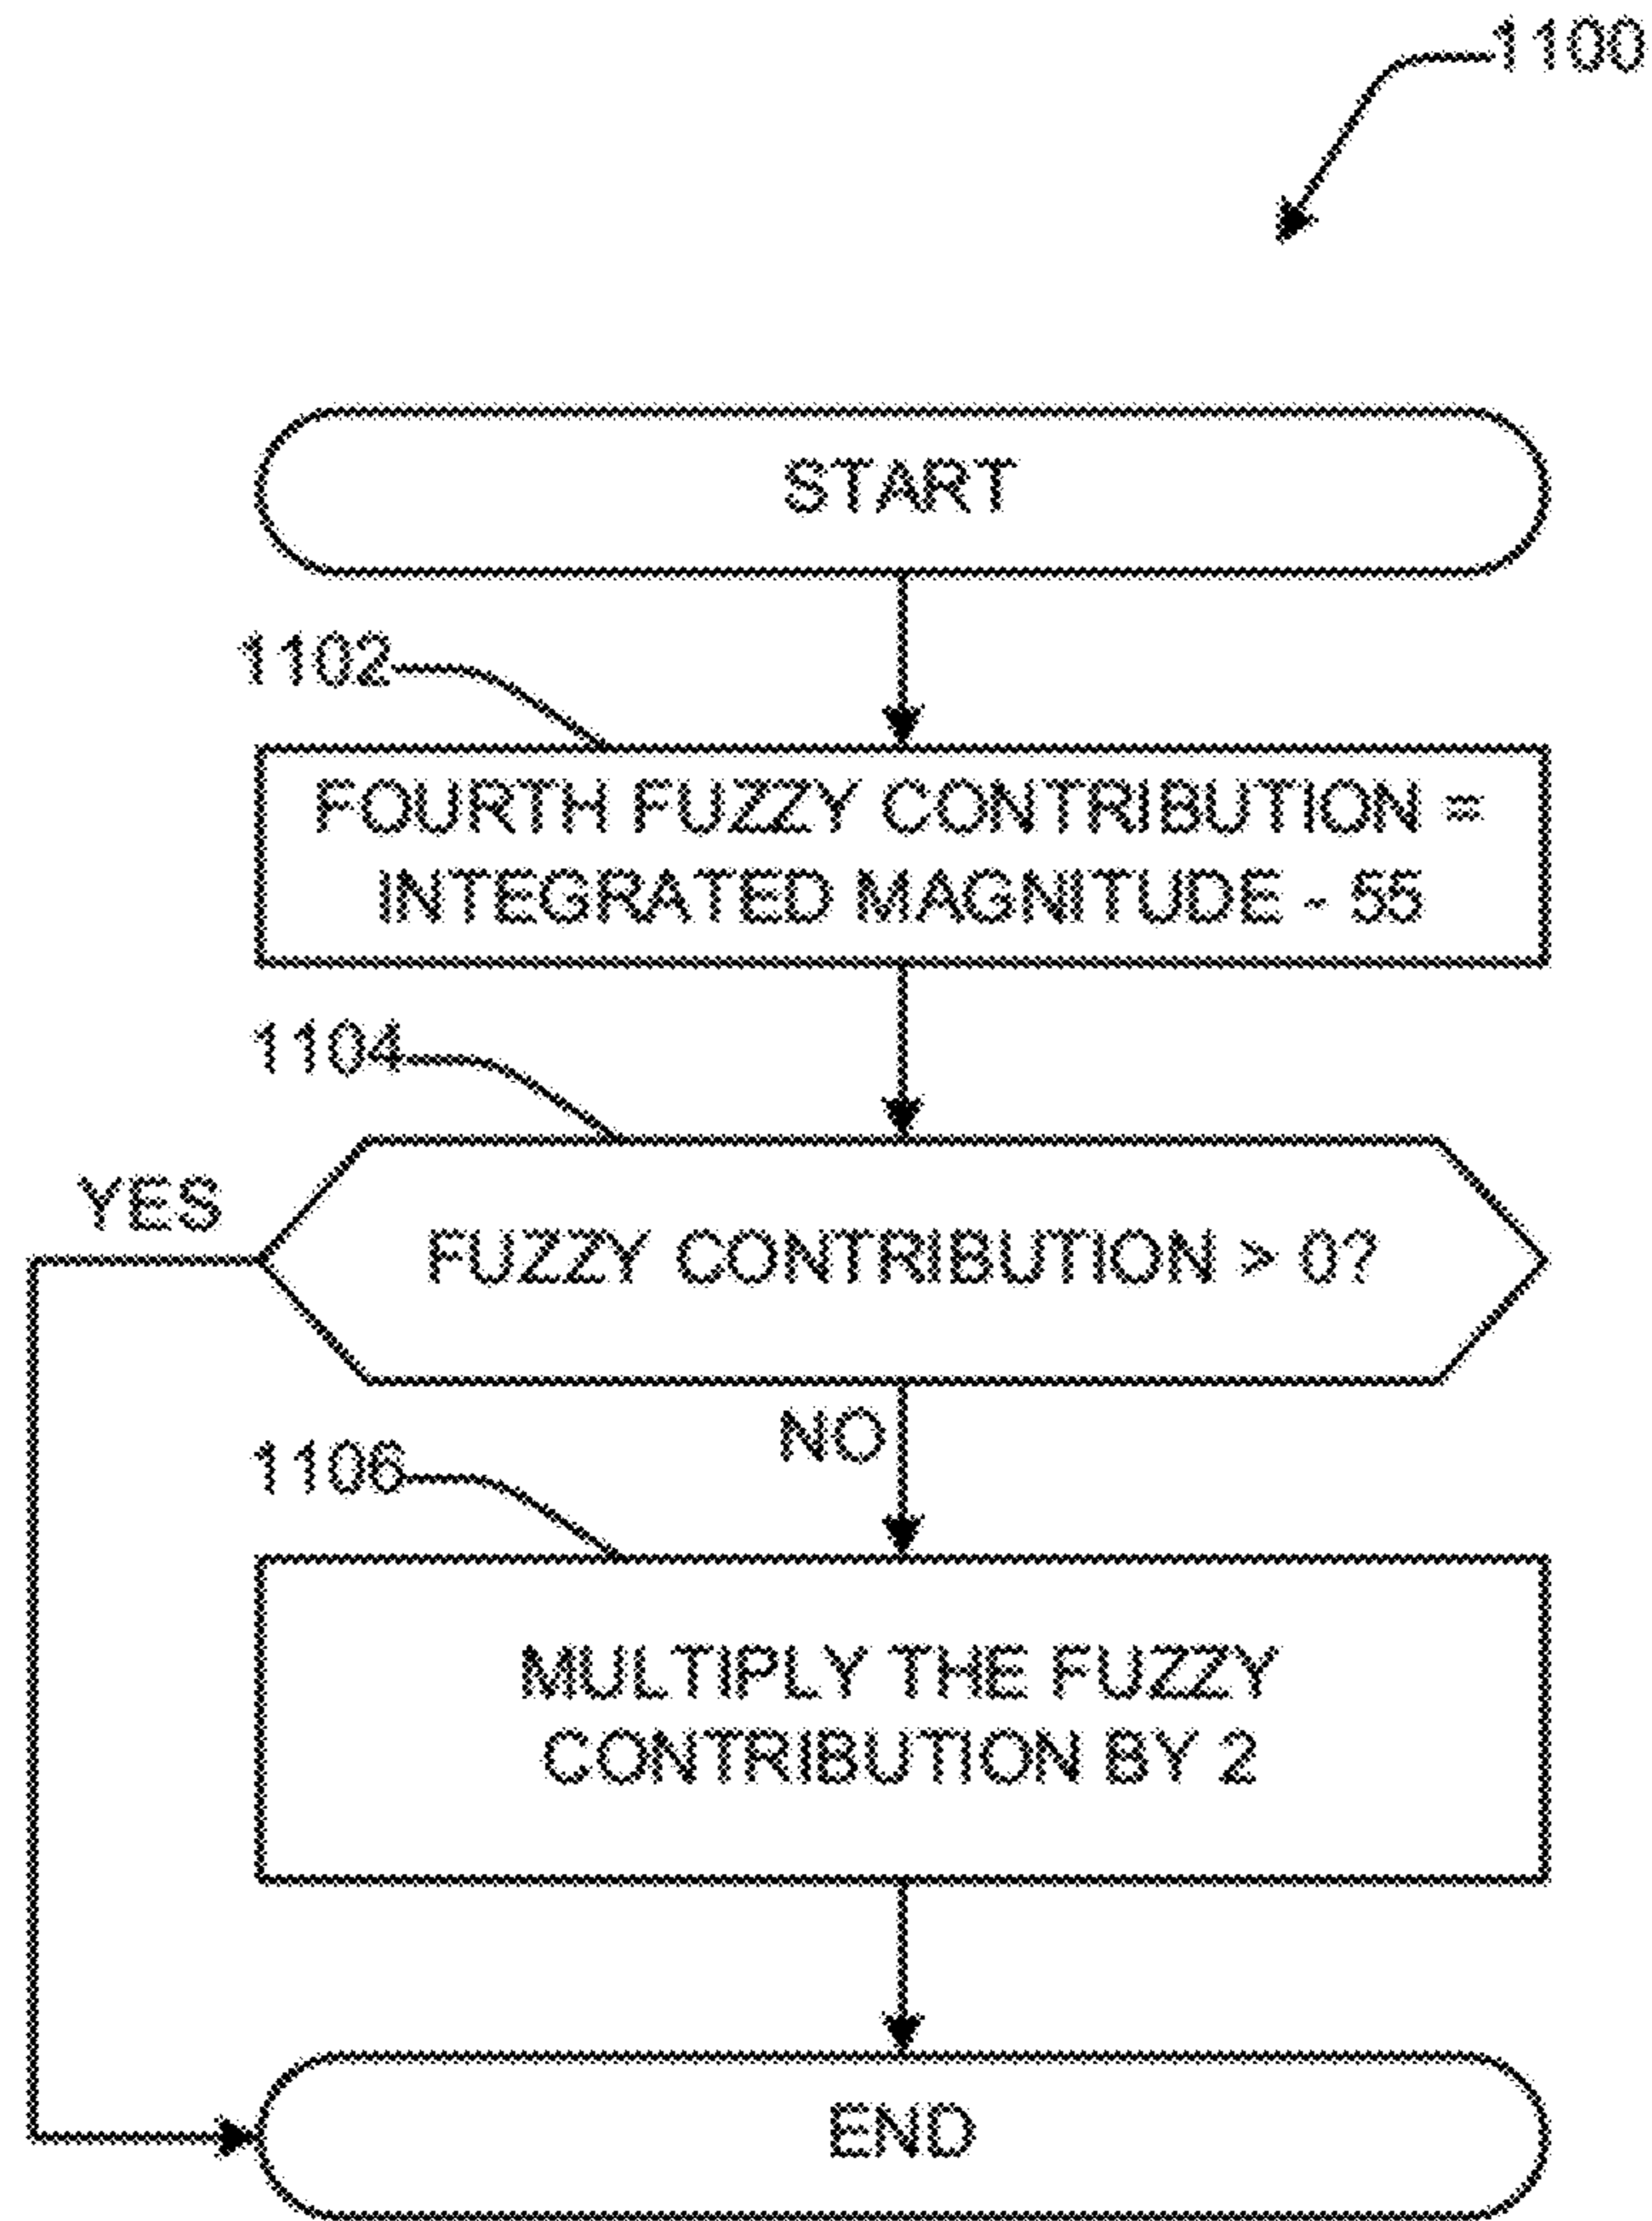 1100
START
1102
FOURTH FUZZY CONTRIBUTION =
INTEGRATED MAGNITUDE - 55
1104
YES
FUZZY CONTRIBUTION > 0?
NO
1106
MULTIPLY THE FUZZY
CONTRIBUTION BY 2
END